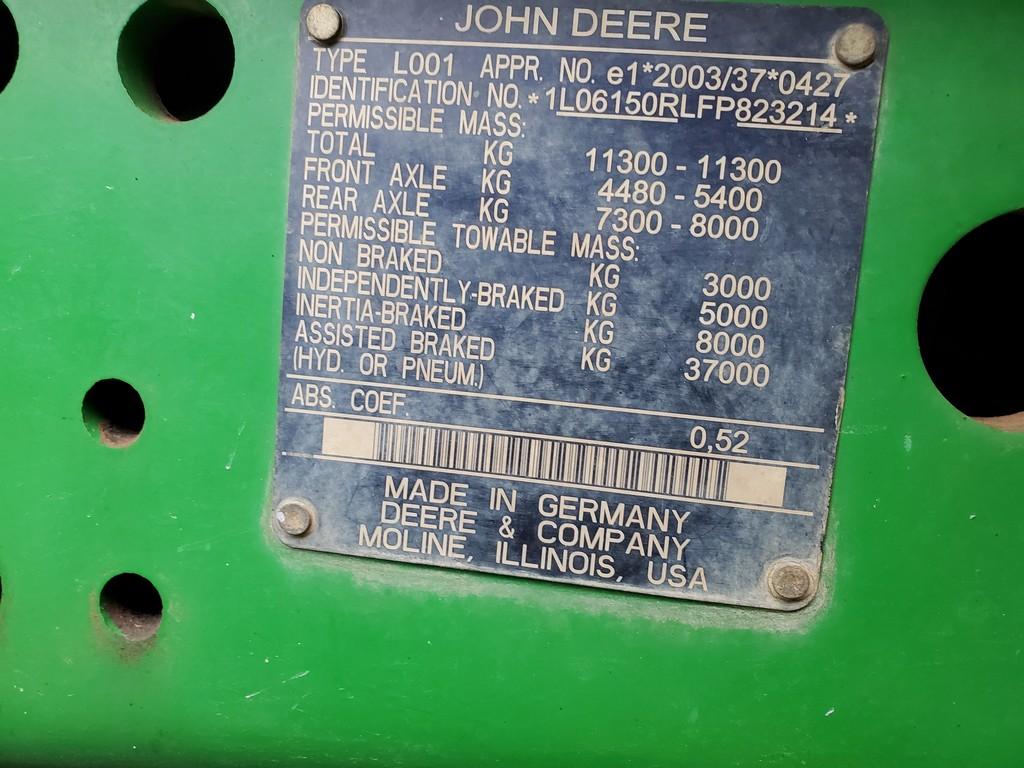 JOHN DEERE
TYPE L001 APPR. NO. e1*2003/37*0427
IDENTIFICATION NO. *1L06150RLFP823214*
PERMISSIBLE MASS:
TOTAL KG 11300 - 11300
FRONT AXLE KG 4480 - 5400
REAR AXLE KG 7300 - 8000
PERMISSIBLE TOWABLE MASS:
NON BRAKED KG 3000
INDEPENDENTLY-BRAKED KG 5000
INERTIA-BRAKED KG 8000
ASSISTED BRAKED KG 37000
(HYD. OR PNEUM.)
ABS. COEF. 0,52
MADE IN GERMANY
DEERE & COMPANY
MOLINE, ILLINOIS, USA